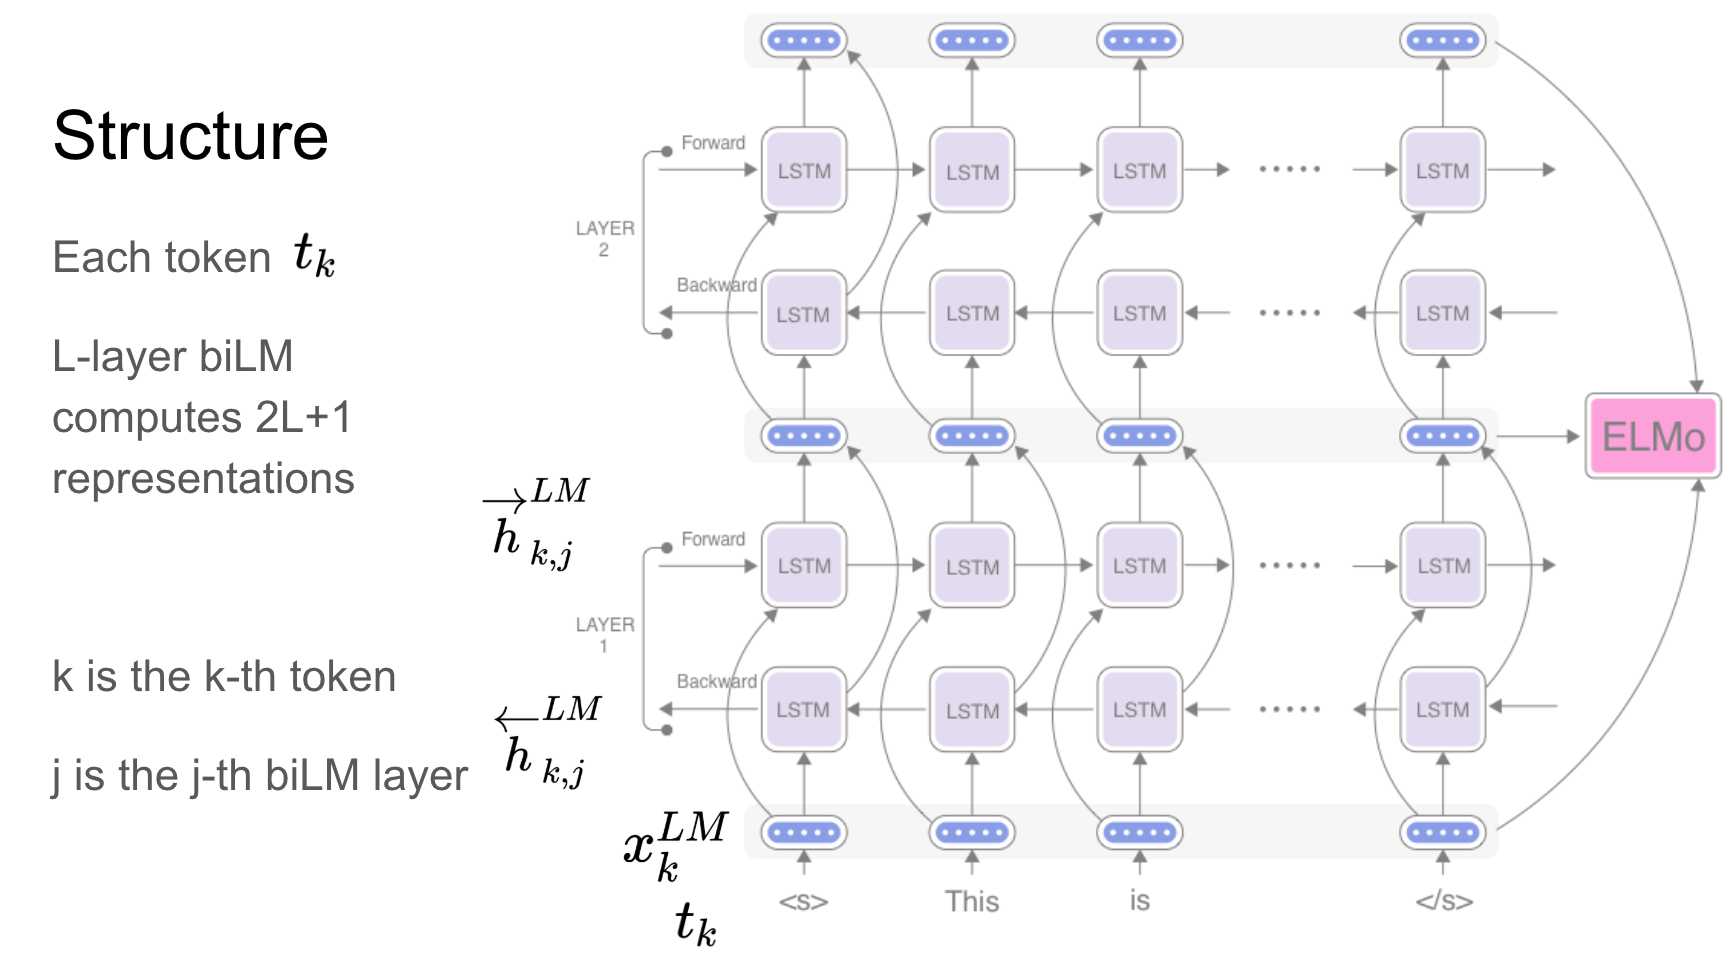 Structure
Each token t_k
L-layer biLM
computes 2L+1
representations
k is the k-th token
j is the j-th biLM layer
→LM
h k,j
←LM
h k,j
x_k^LM
t_k
Forward
LSTM LSTM LSTM ..... LSTM
LAYER
2
Backward
LSTM LSTM LSTM ..... LSTM
ELMo
Forward
LSTM LSTM LSTM ..... LSTM
LAYER
1
Backward
LSTM LSTM LSTM ..... LSTM
<s> This is </s>